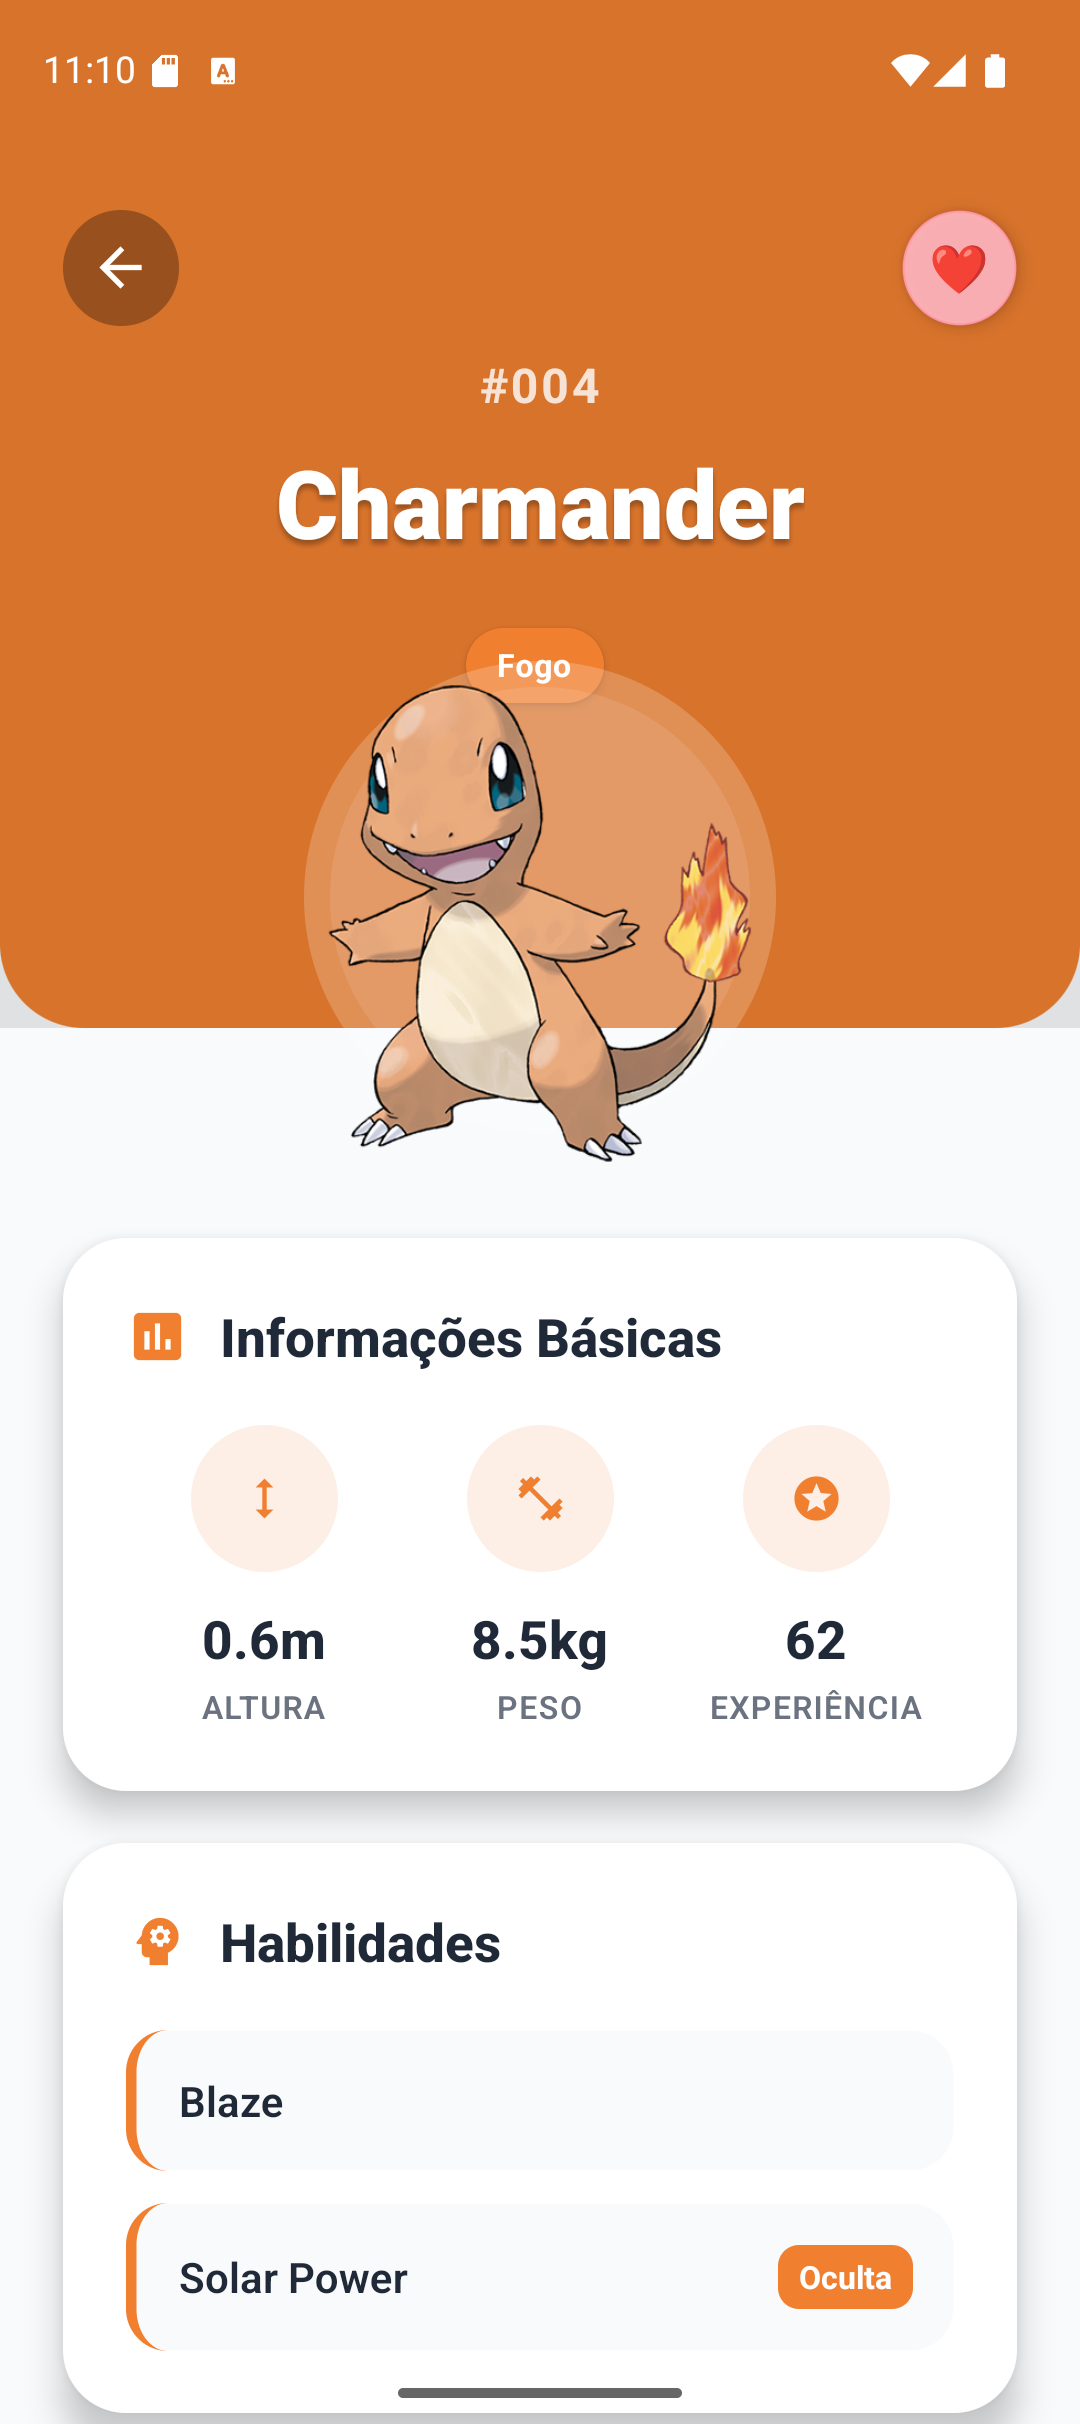 11:10
#004
Charmander
Fogo
Informações Básicas
0.6m 8.5kg 62
ALTURA PESO EXPERIÊNCIA
Habilidades
Blaze
Solar Power Oculta